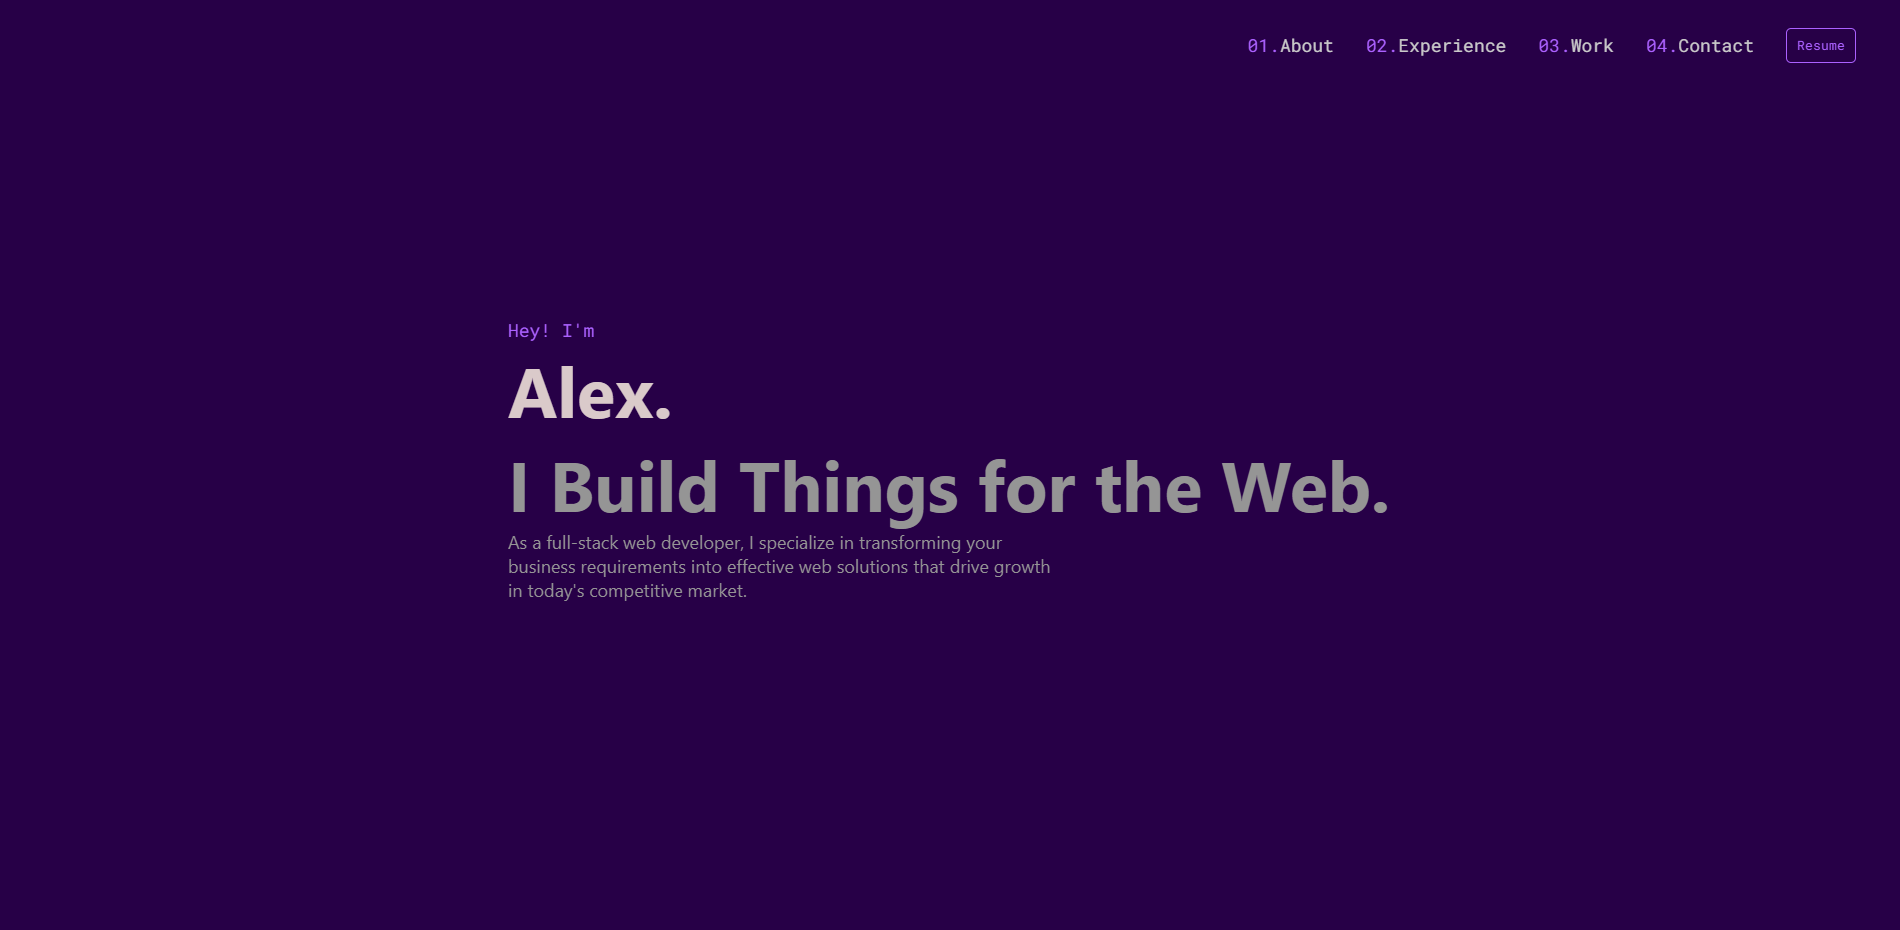 01.About 02.Experience 03.Work 04.Contact Resume
Hey! I'm
Alex.
I Build Things for the Web.
As a full-stack web developer, I specialize in transforming your
business requirements into effective web solutions that drive growth
in today's competitive market.